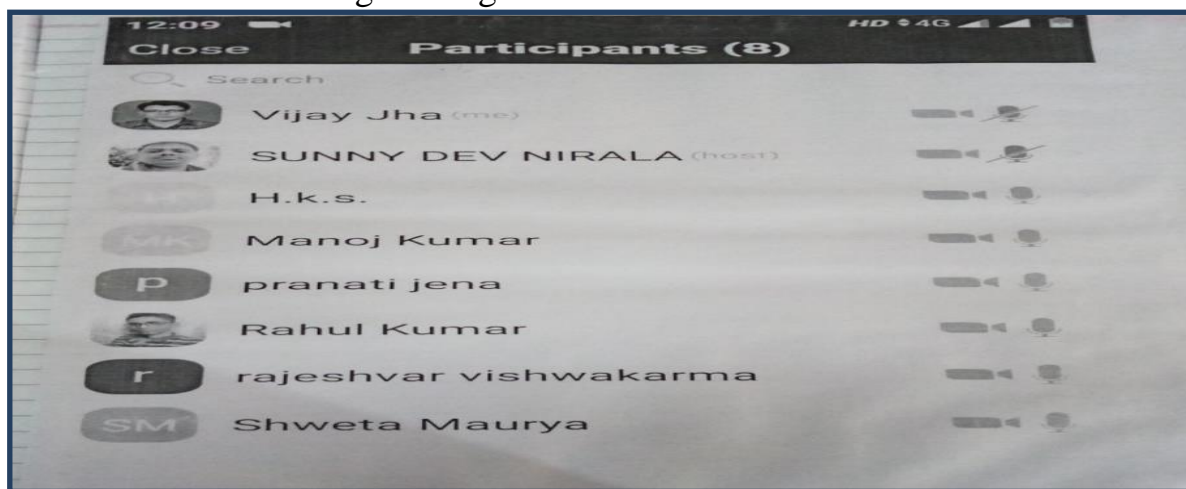 12:09 HD 4G
Close Participants (8)
Search
Vijay Jha (me)
SUNNY DEV NIRALA (host)
H.k.s.
MK Manoj Kumar
p pranati jena
Rahul Kumar
r rajeshvar vishwakarma
SM Shweta Maurya